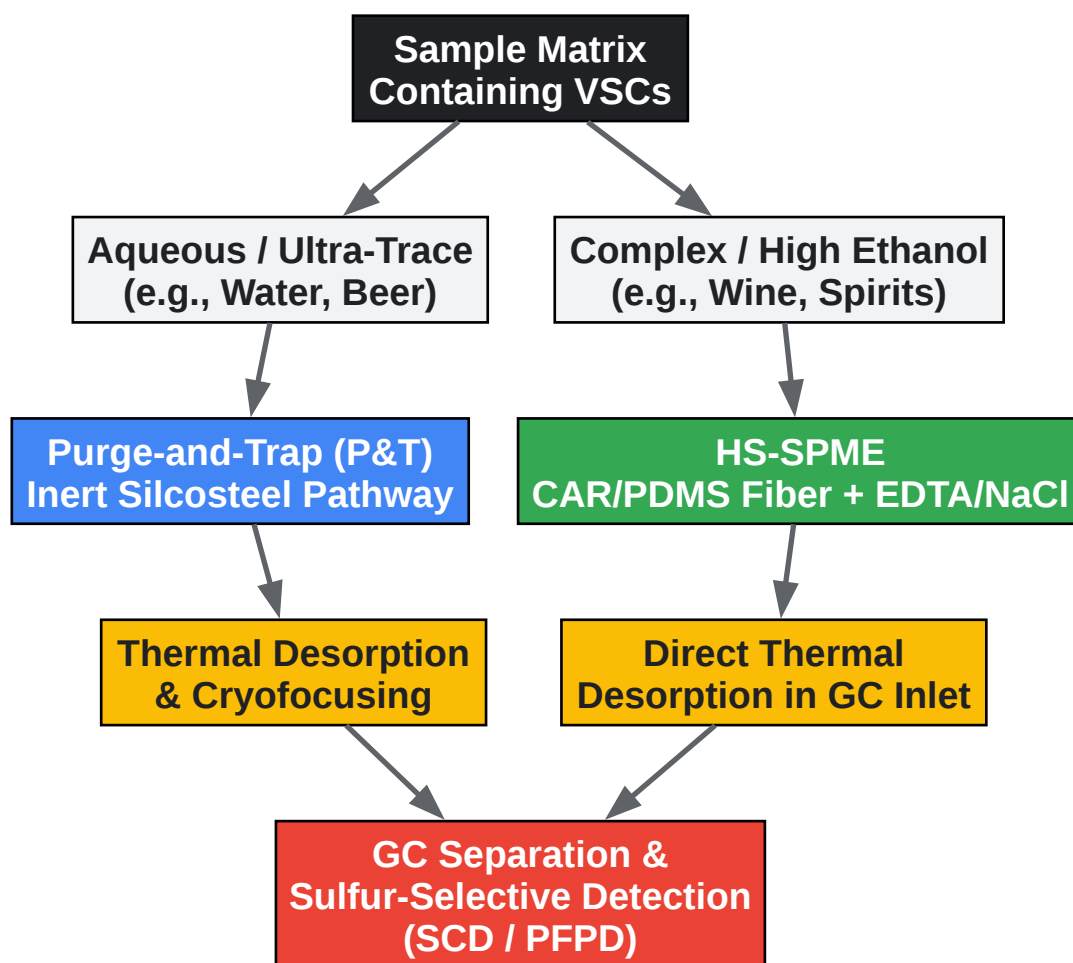 Sample Matrix
Containing VSCs
Aqueous / Ultra-Trace
(e.g., Water, Beer)
Complex / High Ethanol
(e.g., Wine, Spirits)
Purge-and-Trap (P&T)
Inert Silcosteel Pathway
HS-SPME
CAR/PDMS Fiber + EDTA/NaCl
Thermal Desorption
& Cryofocusing
Direct Thermal
Desorption in GC Inlet
GC Separation &
Sulfur-Selective Detection
(SCD / PFPD)